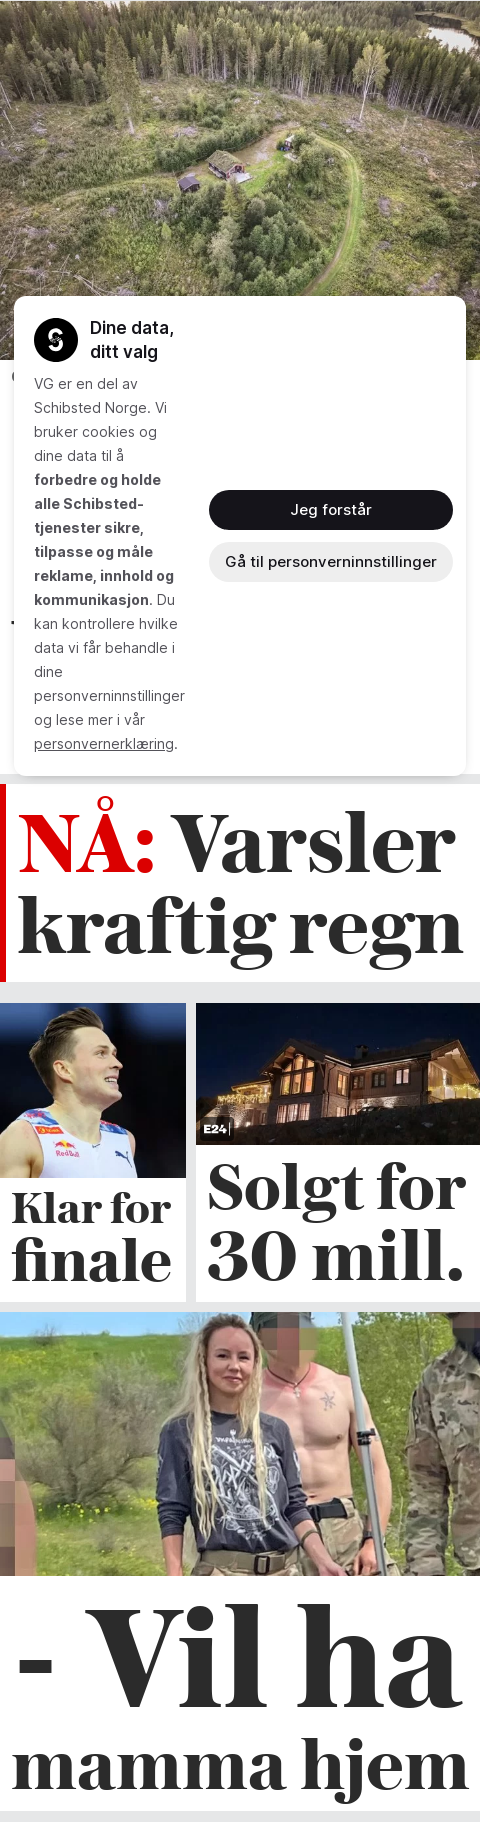 Dine data,
ditt valg
VG er en del av
Schibsted Norge. Vi
bruker cookies og
dine data til å
forbedre og holde
alle Schibsted-
tjenester sikre,
tilpasse og måle
reklame, innhold og
kommunikasjon. Du
kan kontrollere hvilke
data vi får behandle i
dine
personverninnstillinger
og lese mer i vår
personvernerklæring.
Jeg forstår
Gå til personverninnstillinger
NÅ: Varsler
kraftig regn
Red Bull
Klar for
finale
E24
Solgt for
30 mill.
- Vil ha
mamma hjem